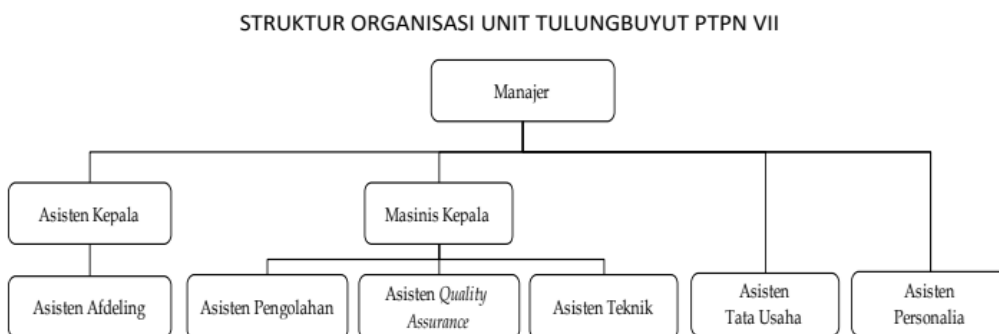 STRUKTUR ORGANISASI UNIT TULUNGBUYUT PTPN VII
Manajer
Asisten Kepala
Masinis Kepala
Asisten Afdeling
Asisten Pengolahan
Asisten Quality
Assurance
Asisten Teknik
Asisten
Tata Usaha
Asisten
Personalia